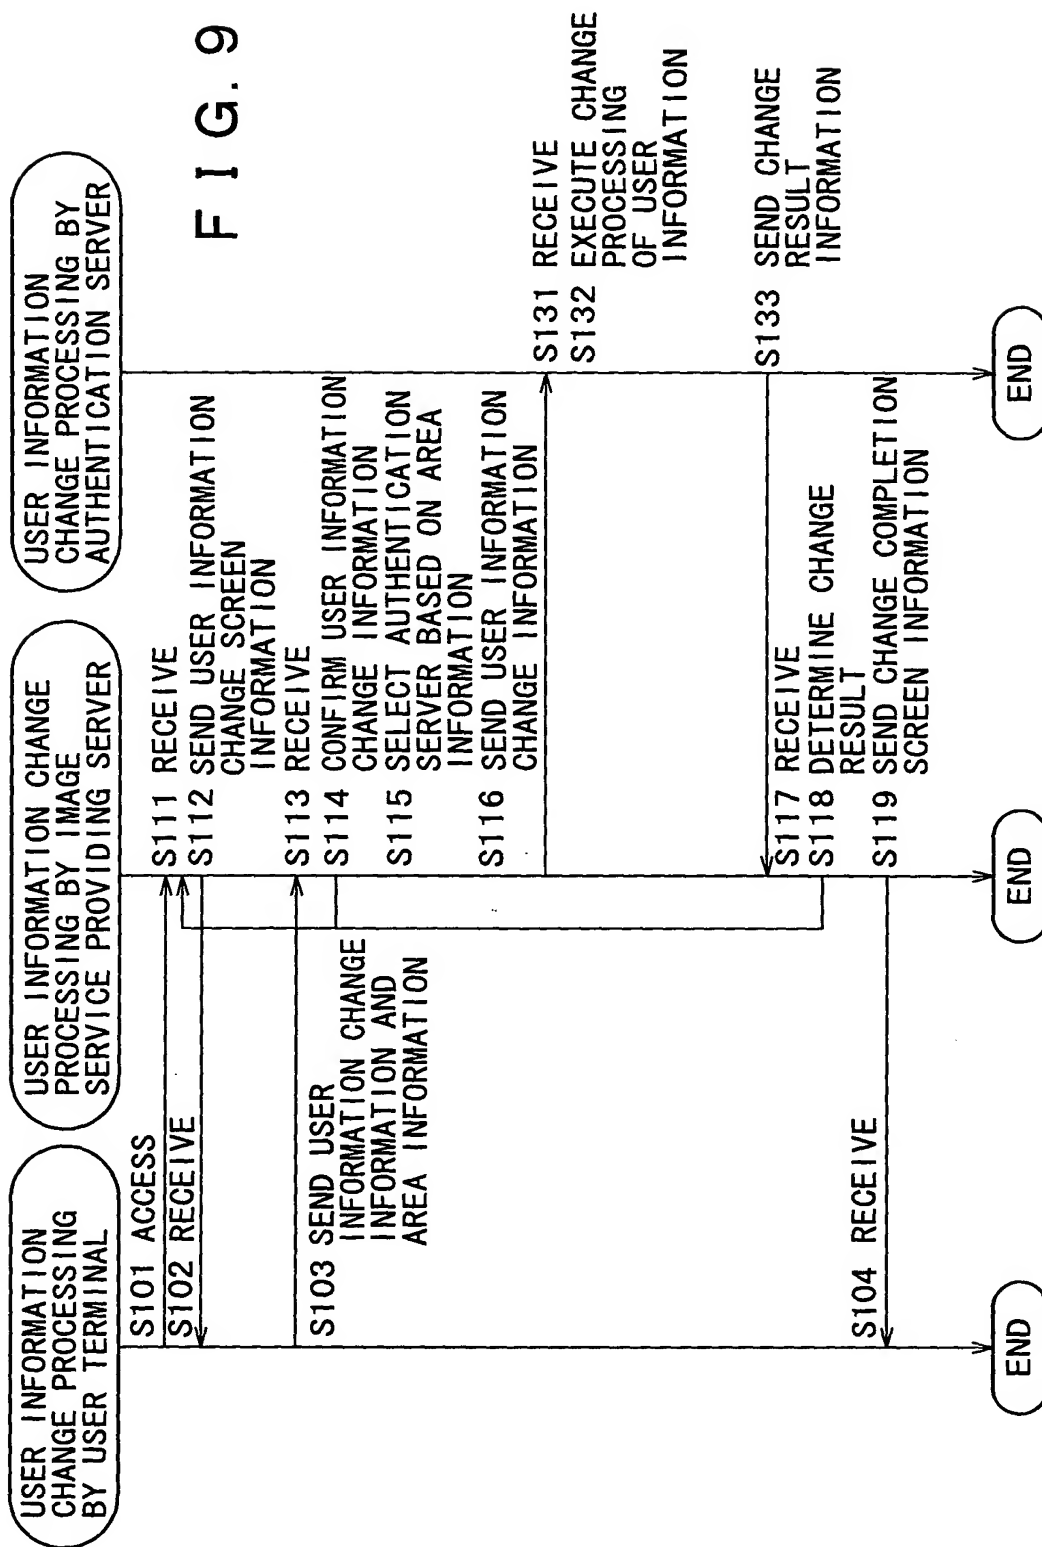 FIG. 9
USER INFORMATION
CHANGE PROCESSING
BY USER TERMINAL
USER INFORMATION CHANGE
PROCESSING BY IMAGE
SERVICE PROVIDING SERVER
USER INFORMATION
CHANGE PROCESSING BY
AUTHENTICATION SERVER
S101 ACCESS
S102 RECEIVE
S103 SEND USER
INFORMATION CHANGE
INFORMATION AND
AREA INFORMATION
S104 RECEIVE
END
S111 RECEIVE
S112 SEND USER INFORMATION
CHANGE SCREEN
INFORMATION
S113 RECEIVE
S114 CONFIRM USER INFORMATION
CHANGE INFORMATION
S115 SELECT AUTHENTICATION
SERVER BASED ON AREA
INFORMATION
S116 SEND USER INFORMATION
CHANGE INFORMATION
S117 RECEIVE
S118 DETERMINE CHANGE
RESULT
S119 SEND CHANGE COMPLETION
SCREEN INFORMATION
END
S131 RECEIVE
S132 EXECUTE CHANGE
PROCESSING
OF USER
INFORMATION
S133 SEND CHANGE
RESULT
INFORMATION
END